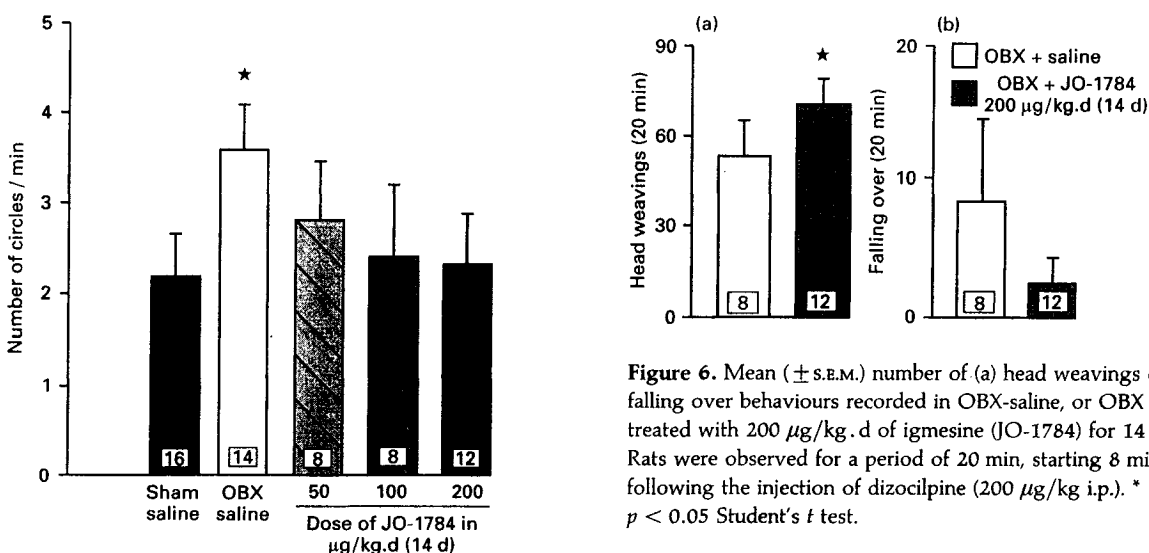 Number of circles / min
5
4
3
2
1
0
★
16
14
8
8
12
Sham saline
OBX saline
50
100
200
Dose of JO-1784 in
μg/kg.d (14 d)
(a)
Head weavings (20 min)
90
60
30
0
★
8
12
(b)
Falling over (20 min)
20
10
0
8
12
OBX + saline
OBX + JO-1784
200 μg/kg.d (14 d)
Figure 6. Mean (± S.E.M.) number of (a) head weavings
falling over behaviours recorded in OBX-saline, or OBX
treated with 200 μg/kg.d of igmesine (JO-1784) for 14
Rats were observed for a period of 20 min, starting 8
following the injection of dizocilpine (200 μg/kg i.p.). *
p < 0.05 Student's t test.